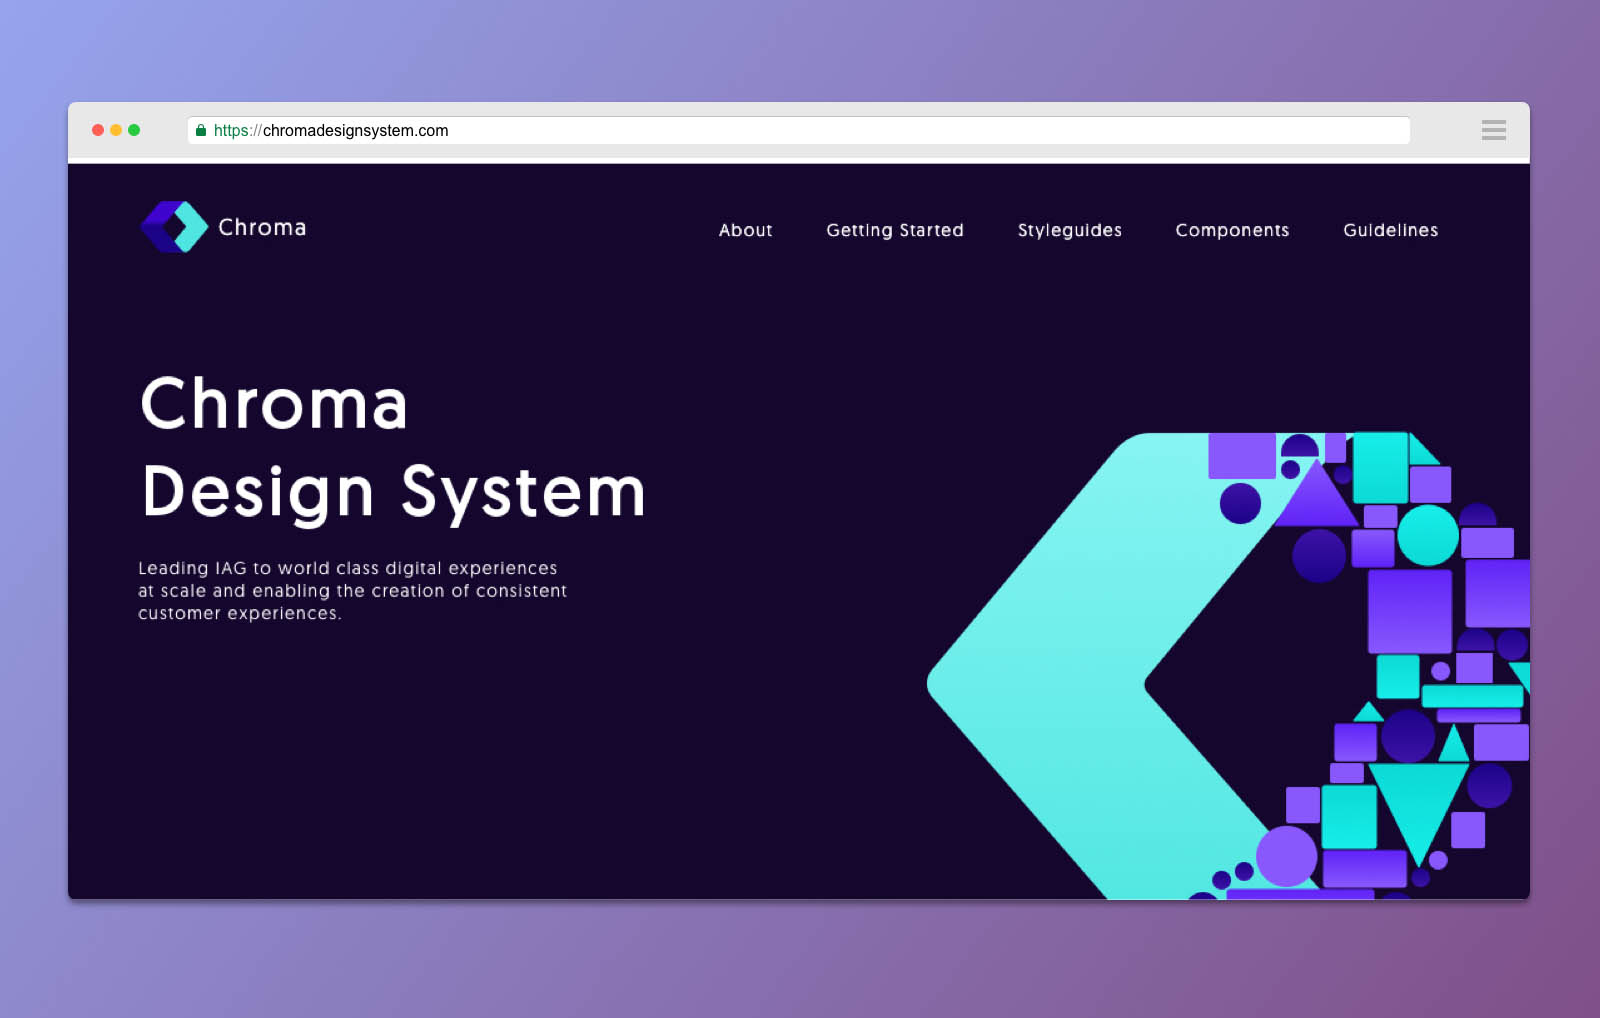 https://chromadesignsystem.com
Chroma
About Getting Started Styleguides Components Guidelines
Chroma
Design System
Leading IAG to world class digital experiences
at scale and enabling the creation of consistent
customer experiences.